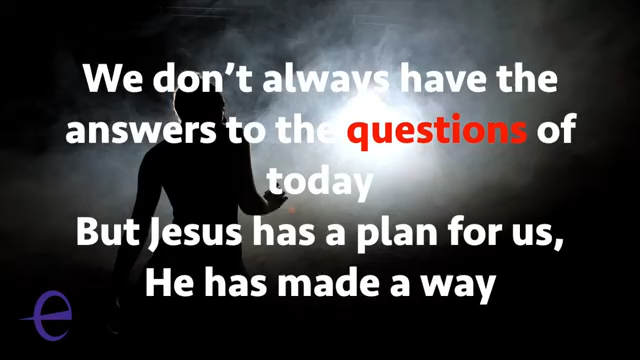 We don’t always have the
answers to the questions of
today
But Jesus has a plan for us,
He has made a way